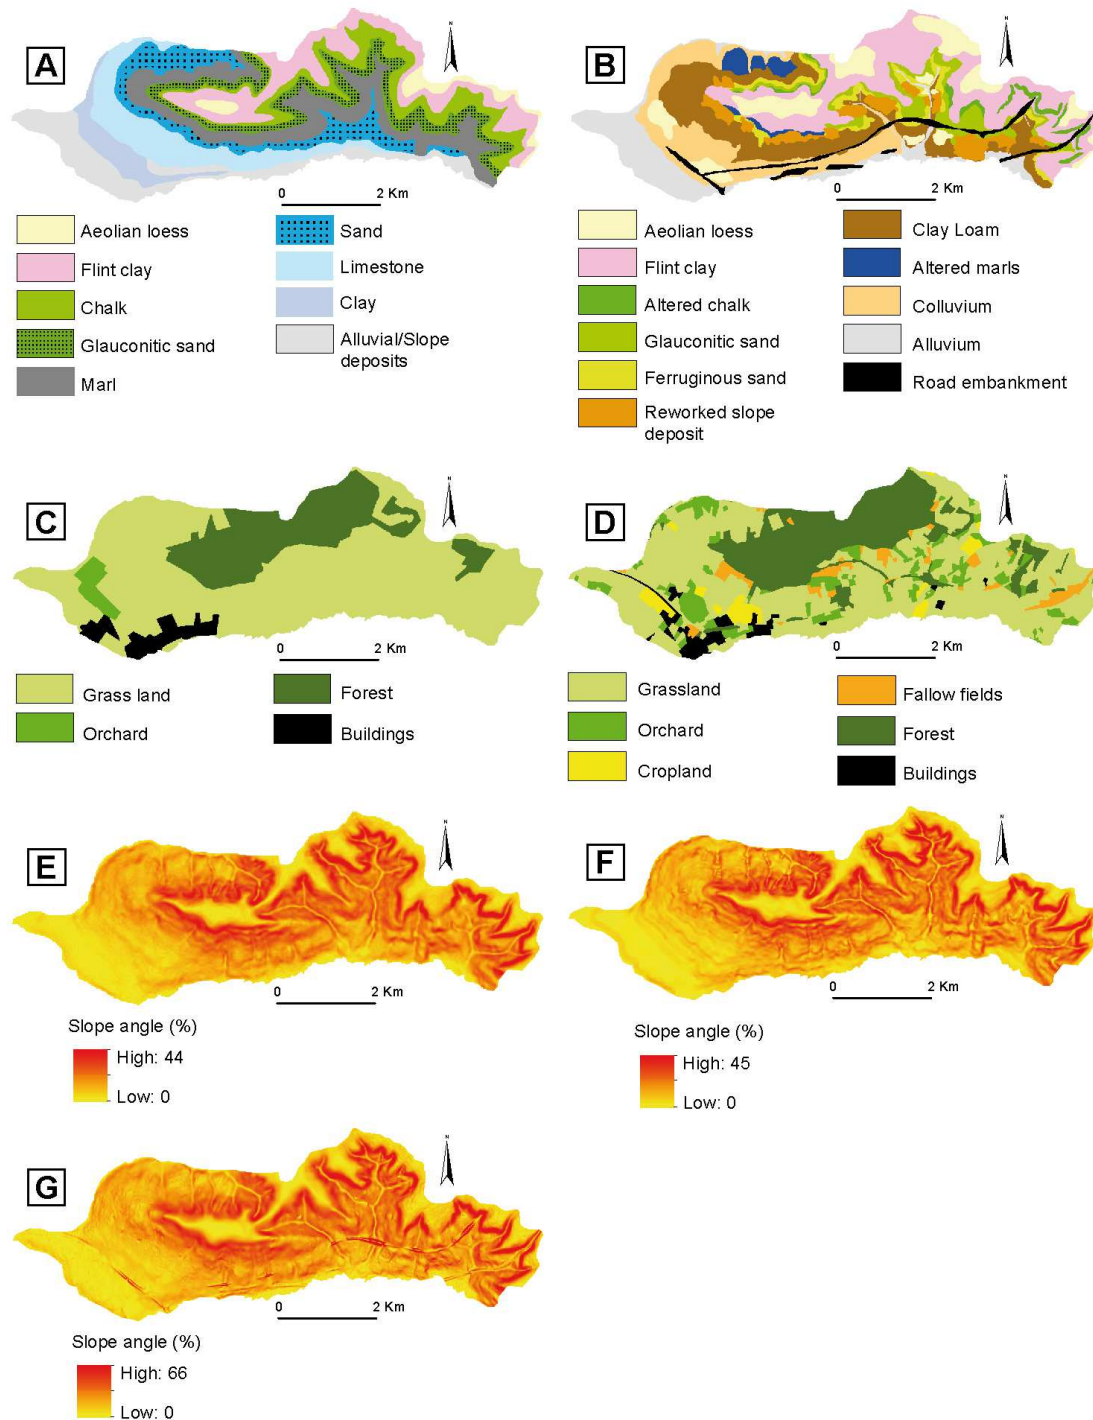 A
N
0 2 Km
Aeolian loess
Flint clay
Chalk
Glauconitic sand
Marl
Sand
Limestone
Clay
Alluvial/Slope
deposits
B
N
0 2 Km
Aeolian loess
Flint clay
Altered chalk
Glauconitic sand
Ferruginous sand
Reworked slope
deposit
Clay Loam
Altered marls
Colluvium
Alluvium
Road embankment
C
N
0 2 Km
Grass land
Orchard
Forest
Buildings
D
N
0 2 Km
Grassland
Orchard
Cropland
Fallow fields
Forest
Buildings
E
N
0 2 Km
Slope angle (%)
High: 44
Low: 0
F
N
0 2 Km
Slope angle (%)
High: 45
Low: 0
G
N
0 2 Km
Slope angle (%)
High: 66
Low: 0